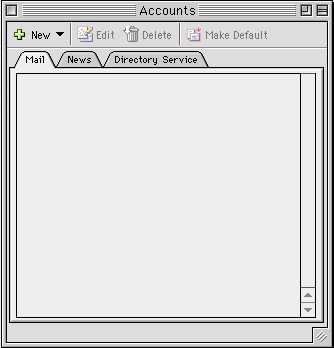 Accounts
New Edit Delete Make Default
Mail News Directory Service